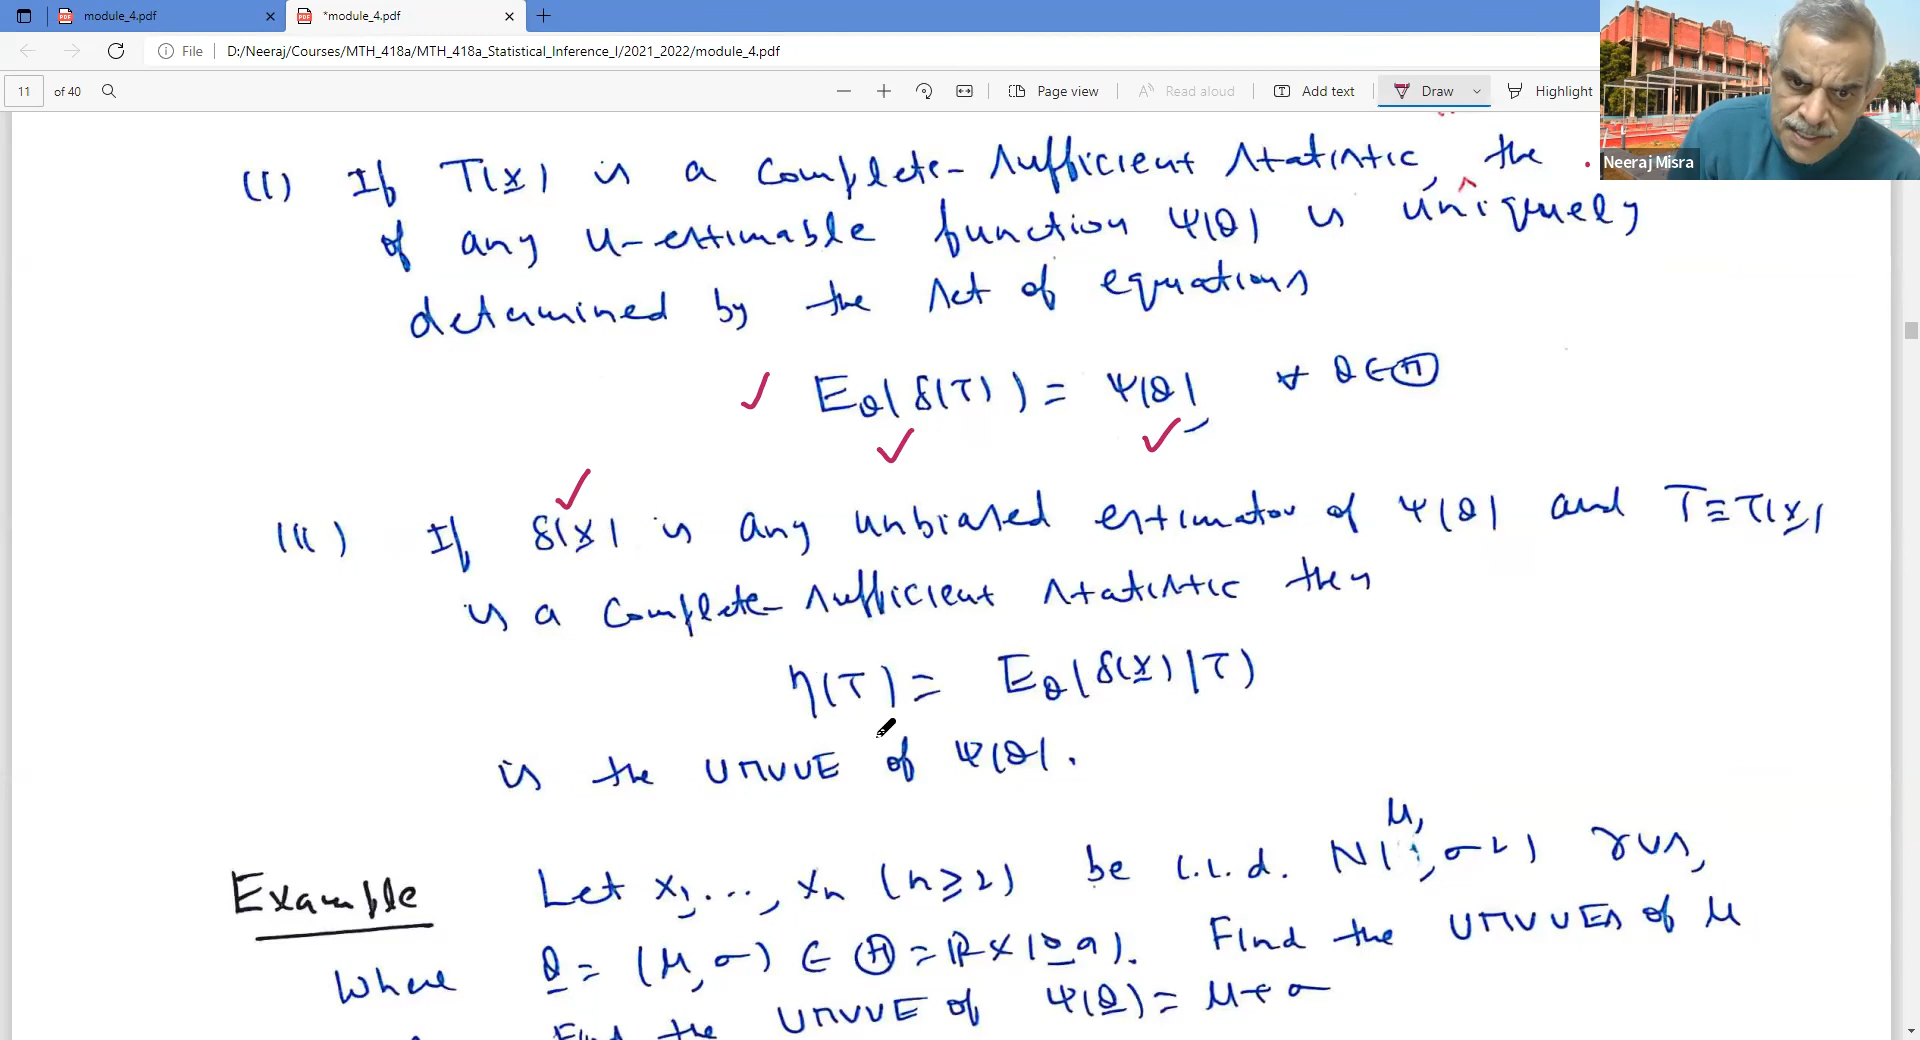 module_4.pdf
*module_4.pdf
File D:/Neeraj/Courses/MTH_418a/MTH_418a_Statistical_Inference_I/2021_2022/module_4.pdf
11 of 40 Page view Read aloud Add text Draw Highlight
Neeraj Misra
(I) If T(X) is a complete-sufficient statistic, the
of any U-estimable function ψ(θ) is uniquely
determined by the set of equations
E_θ(δ(T)) = ψ(θ), ∀ θ ∈ Θ
(II) If δ(X) is any unbiased estimator of ψ(θ) and T ≡ T(X)
is a complete-sufficient statistic then
η(T) = E_θ(δ(X)|T)
is the UMVUE of ψ(θ).
Example Let X1, ..., Xn (n≥2) be i.i.d. N(μ, σ2) rvs,
where θ = (μ, σ) ∈ Θ = ℝ × (0, ∞). Find the UMVUEs of μ
Find the UMVUE of ψ(θ) = μ + σ